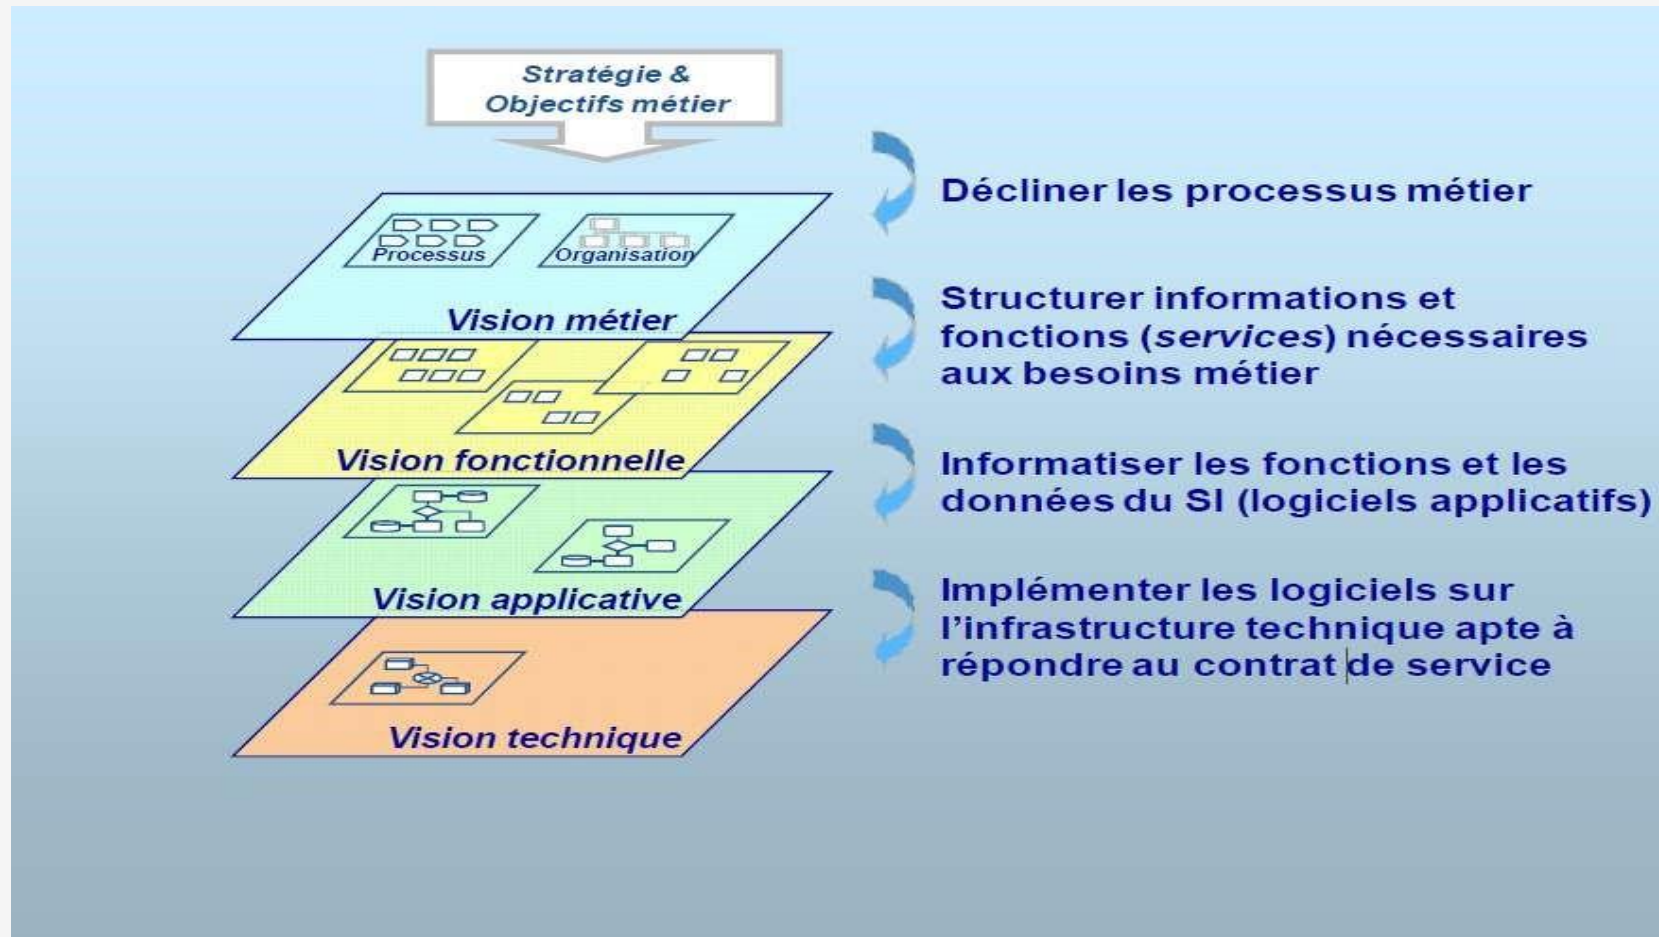 Stratégie &
Objectifs métier
Décliner les processus métier
Processus
Organisation
Vision métier
Structurer informations et
fonctions (services) nécessaires
aux besoins métier
Vision fonctionnelle
Informatiser les fonctions et les
données du SI (logiciels applicatifs)
Vision applicative
Implémenter les logiciels sur
l’infrastructure technique apte à
répondre au contrat de service
Vision technique